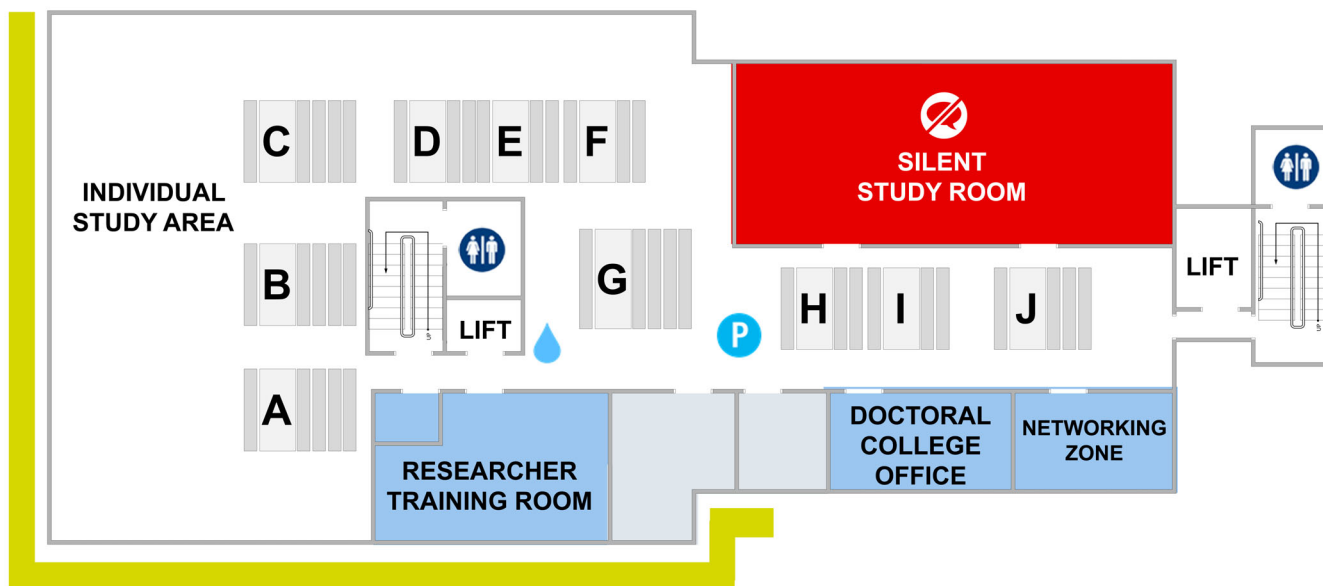 C
D
E
F
SILENT
STUDY ROOM
INDIVIDUAL
STUDY AREA
B
G
LIFT
H
I
J
LIFT
P
A
RESEARCHER
TRAINING ROOM
DOCTORAL
COLLEGE
OFFICE
NETWORKING
ZONE